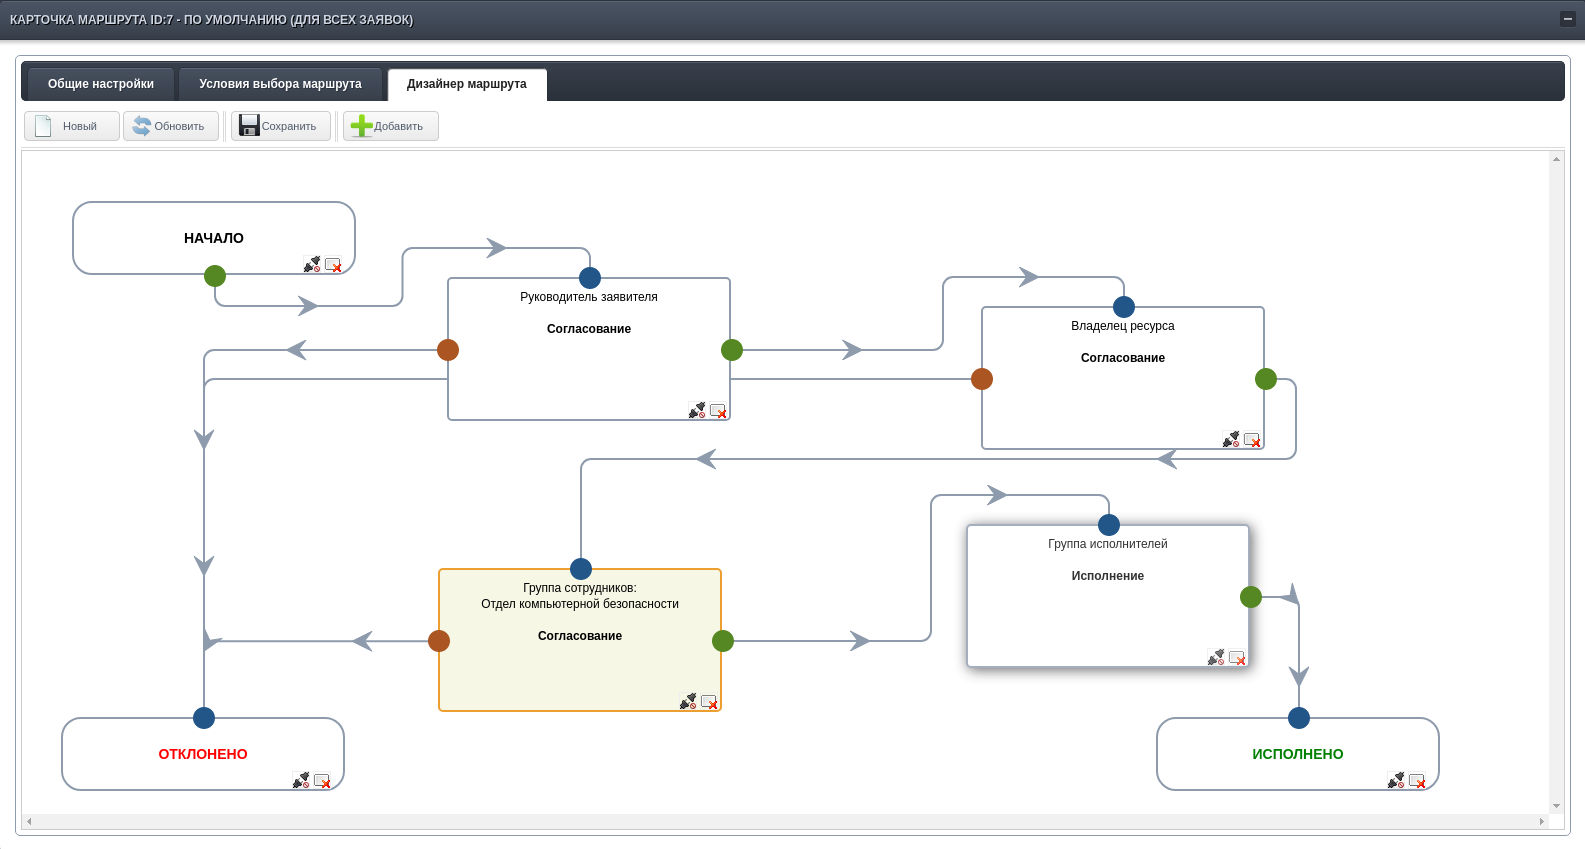 КАРТОЧКА МАРШРУТА ID:7 - ПО УМОЛЧАНИЮ (ДЛЯ ВСЕХ ЗАЯВОК)
Общие настройки
Условия выбора маршрута
Дизайнер маршрута
Новый
Обновить
Сохранить
Добавить
НАЧАЛО
Руководитель заявителя
Согласование
Владелец ресурса
Согласование
Группа исполнителей
Исполнение
Группа сотрудников:
Отдел компьютерной безопасности
Согласование
ОТКЛОНЕНО
ИСПОЛНЕНО